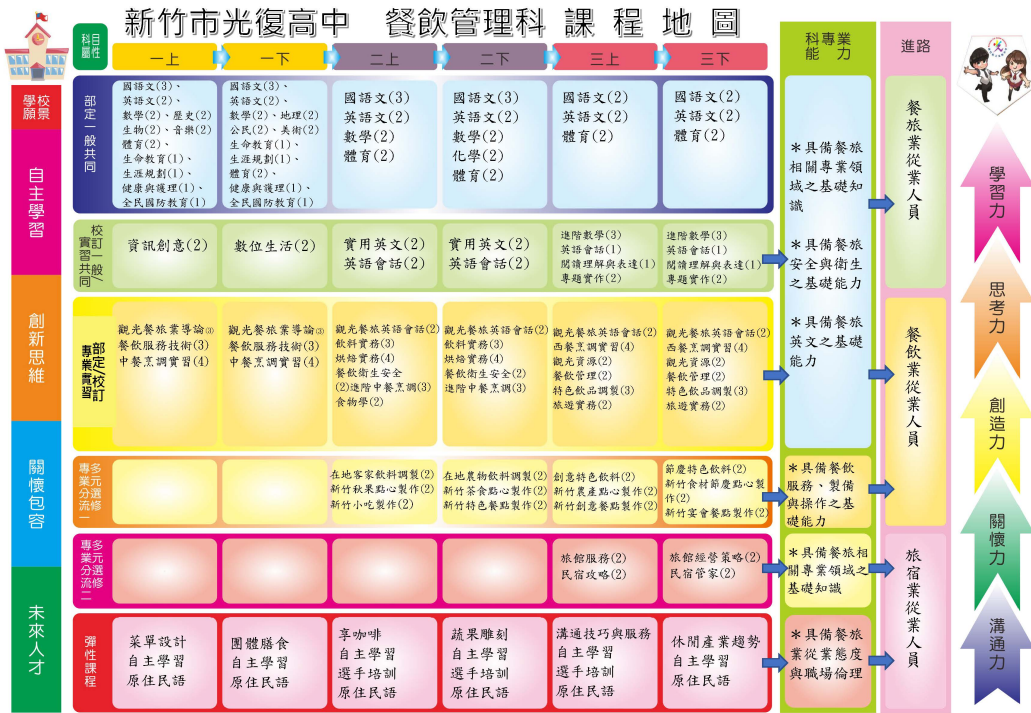 新竹市光復高中 餐飲管理科 課程地圖
科目屬性
一上
一下
二上
二下
三上
三下
科專業能力
進路
學校願景
自主學習
創新思維
關懷包容
未來人才
部定一般共同
國語文(3)、
英語文(2)、
數學(2)、歷史(2)
生物(2)、音樂(2)
體育(2)、
生命教育(1)、
生涯規劃(1)、
健康與護理(1)、
全民國防教育(1)
國語文(3)、
英語文(2)、
數學(2)、地理(2)
公民(2)、美術(2)
生命教育(1)、
生涯規劃(1)、
體育(2)、
健康與護理(1)、
全民國防教育(1)
國語文(3)
英語文(2)
數學(2)
體育(2)
國語文(3)
英語文(2)
數學(2)
化學(2)
體育(2)
國語文(2)
英語文(2)
體育(2)
國語文(2)
英語文(2)
體育(2)
校訂一般/實習共同
資訊創意(2)
數位生活(2)
實用英文(2)
英語會話(2)
實用英文(2)
英語會話(2)
進階數學(3)
英語會話(1)
閱讀理解與表達(1)
專題實作(2)
進階數學(3)
英語會話(1)
閱讀理解與表達(1)
專題實作(2)
部定/校訂
專業實習
觀光餐旅業導論(3)
餐飲服務技術(3)
中餐烹調實習(4)
觀光餐旅業導論(3)
餐飲服務技術(3)
中餐烹調實習(4)
觀光餐旅英語會話(2)
飲料實務(3)
烘焙實務(4)
餐飲衛生安全
(2)進階中餐烹調(3)
食物學(2)
觀光餐旅英語會話(2)
飲料實務(3)
烘焙實務(4)
餐飲衛生安全(2)
進階中餐烹調(3)
觀光餐旅英語會話(2)
西餐烹調實習(4)
觀光資源(2)
餐飲管理(2)
特色飲品調製(3)
旅遊實務(2)
觀光餐旅英語會話(2)
西餐烹調實習(4)
觀光資源(2)
餐飲管理(2)
特色飲品調製(3)
旅遊實務(2)
多元選修
專業分流一
在地客家飲料調製(2)
新竹秋果點心製作(2)
新竹小吃製作(2)
在地農物飲料調製(2)
新竹茶食點心製作(2)
新竹特色餐點製作(2)
創意特色飲料(2)
新竹農產點心製作(2)
新竹創意餐點製作(2)
節慶特色飲料(2)
新竹食材節慶點心製
作(2)
新竹宴會餐點製作(2)
多元選修
專業分流二
旅館服務(2)
民宿攻略(2)
旅館經營策略(2)
民宿管家(2)
彈性課程
菜單設計
自主學習
原住民語
團體膳食
自主學習
原住民語
享咖啡
自主學習
選手培訓
原住民語
蔬果雕刻
自主學習
選手培訓
原住民語
溝通技巧與服務
自主學習
選手培訓
原住民語
休閒產業趨勢
自主學習
原住民語
＊具備餐旅
相關專業領
域之基礎知
識
＊具備餐旅
安全與衛生
之基礎能力
＊具備餐旅
英文之基礎
能力
＊具備餐飲
服務、製備
與操作之基
礎能力
＊具備餐旅相
關專業領域之
基礎知識
＊具備餐旅
業從業態度
與職場倫理
餐旅業從業人員
餐飲業從業人員
旅宿業從業人員
學習力
思考力
創造力
關懷力
溝通力